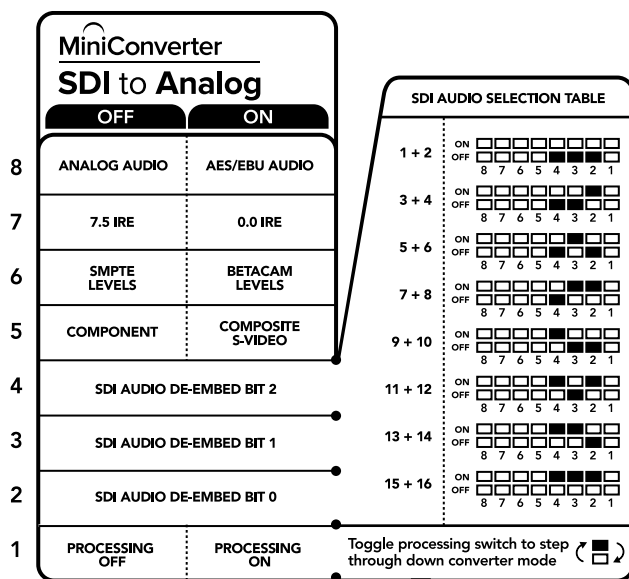 MiniConverter
SDI to Analog
OFF ON
8 ANALOG AUDIO AES/EBU AUDIO
7 7.5 IRE 0.0 IRE
6 SMPTE LEVELS BETACAM LEVELS
5 COMPONENT COMPOSITE S-VIDEO
4 SDI AUDIO DE-EMBED BIT 2
3 SDI AUDIO DE-EMBED BIT 1
2 SDI AUDIO DE-EMBED BIT 0
1 PROCESSING OFF PROCESSING ON
SDI AUDIO SELECTION TABLE
1 + 2
ON
OFF
8 7 6 5 4 3 2 1
3 + 4
ON
OFF
8 7 6 5 4 3 2 1
5 + 6
ON
OFF
8 7 6 5 4 3 2 1
7 + 8
ON
OFF
8 7 6 5 4 3 2 1
9 + 10
ON
OFF
8 7 6 5 4 3 2 1
11 + 12
ON
OFF
8 7 6 5 4 3 2 1
13 + 14
ON
OFF
8 7 6 5 4 3 2 1
15 + 16
ON
OFF
8 7 6 5 4 3 2 1
Toggle processing switch to step
through down converter mode